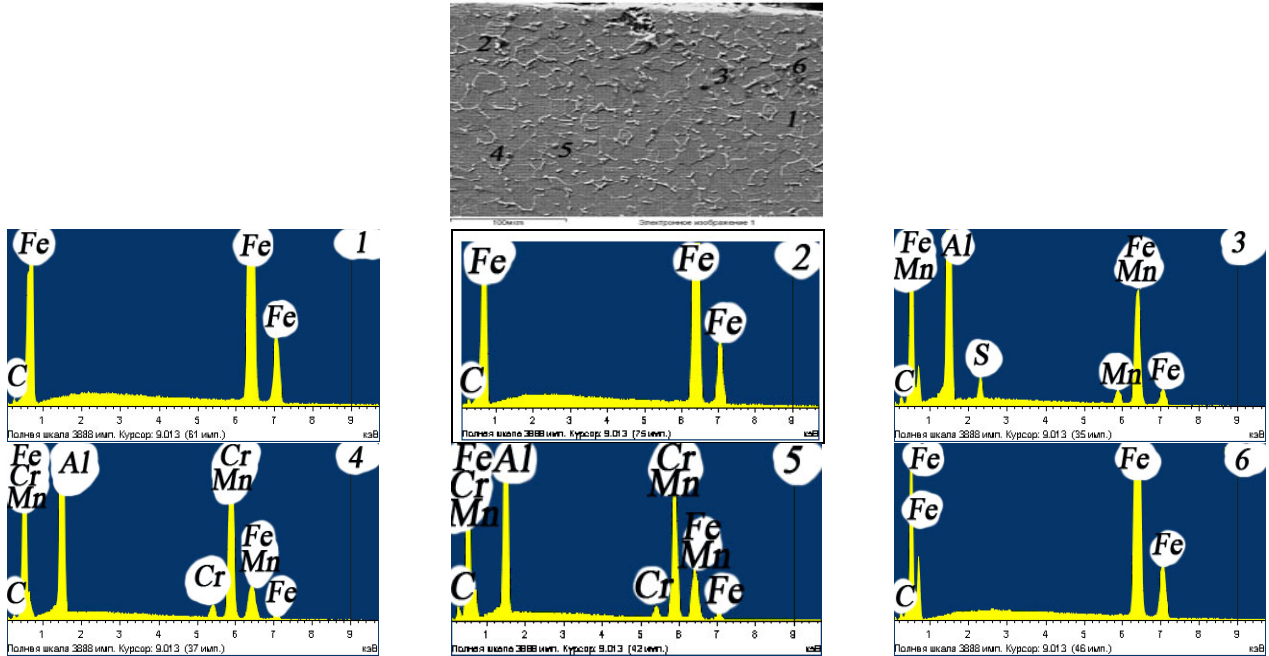 2
6
3
1
4
5
100мкm
Электронное изображение 1
Fe
Fe
1
Fe
C
1 2 3 4 5 6 7 8 9
Полная шкала 3888 имп. Курсор: 9.013 (61 имп.)
кэВ
Fe
Fe
2
Fe
C
1 2 3 4 5 6 7 8 9
Полная шкала 3888 имп. Курсор: 9.013 (75 имп.)
кэВ
Fe
Mn
Al
Fe
Mn
3
S
C
Mn
Fe
1 2 3 4 5 6 7 8 9
Полная шкала 3888 имп. Курсор: 9.013 (35 имп.)
кэВ
Fe
Cr
Mn
Al
Cr
Mn
4
Fe
Mn
C
Cr
Fe
1 2 3 4 5 6 7 8 9
Полная шкала 3888 имп. Курсор: 9.013 (37 имп.)
кэВ
Fe
Cr
Mn
Al
Cr
Mn
5
Fe
Mn
C
Cr
Fe
1 2 3 4 5 6 7 8 9
Полная шкала 3888 имп. Курсор: 9.013 (42 имп.)
кэВ
Fe
Fe
6
Fe
Fe
C
1 2 3 4 5 6 7 8 9
Полная шкала 3888 имп. Курсор: 9.013 (46 имп.)
кэВ